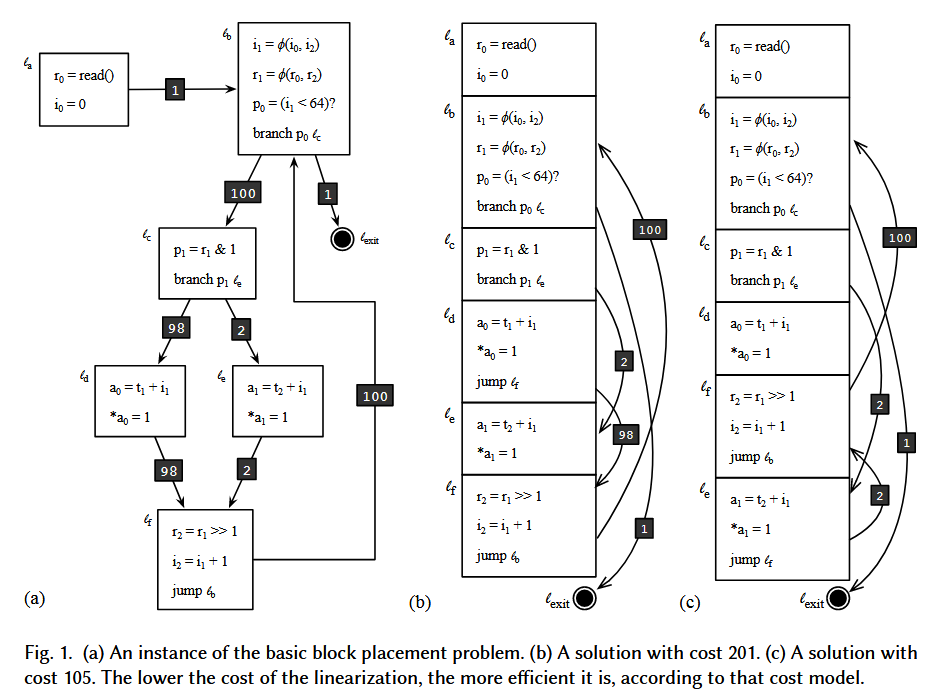 ℓa
r₀ = read()
i₀ = 0
1
ℓb
i₁ = ϕ(i₀, i₂)
r₁ = ϕ(r₀, r₂)
p₀ = (i₁ < 64)?
branch p₀ ℓc
100
1
ℓexit
ℓc
p₁ = r₁ & 1
branch p₁ ℓe
98
2
ℓd
a₀ = t₁ + i₁
*a₀ = 1
ℓe
a₁ = t₂ + i₁
*a₁ = 1
100
98
2
ℓf
r₂ = r₁ >> 1
i₂ = i₁ + 1
jump ℓb
(a)
ℓa
r₀ = read()
i₀ = 0
ℓb
i₁ = ϕ(i₀, i₂)
r₁ = ϕ(r₀, r₂)
p₀ = (i₁ < 64)?
branch p₀ ℓc
100
ℓc
p₁ = r₁ & 1
branch p₁ ℓe
ℓd
a₀ = t₁ + i₁
*a₀ = 1
jump ℓf
2
ℓe
a₁ = t₂ + i₁
*a₁ = 1
98
ℓf
r₂ = r₁ >> 1
i₂ = i₁ + 1
jump ℓb
1
(b)
ℓexit
ℓa
r₀ = read()
i₀ = 0
ℓb
i₁ = ϕ(i₀, i₂)
r₁ = ϕ(r₀, r₂)
p₀ = (i₁ < 64)?
branch p₀ ℓc
100
ℓc
p₁ = r₁ & 1
branch p₁ ℓe
ℓd
a₀ = t₁ + i₁
*a₀ = 1
ℓf
r₂ = r₁ >> 1
i₂ = i₁ + 1
jump ℓb
2
1
ℓe
a₁ = t₂ + i₁
*a₁ = 1
jump ℓf
2
(c)
ℓexit
Fig. 1. (a) An instance of the basic block placement problem. (b) A solution with cost 201. (c) A solution with
cost 105. The lower the cost of the linearization, the more efficient it is, according to that cost model.